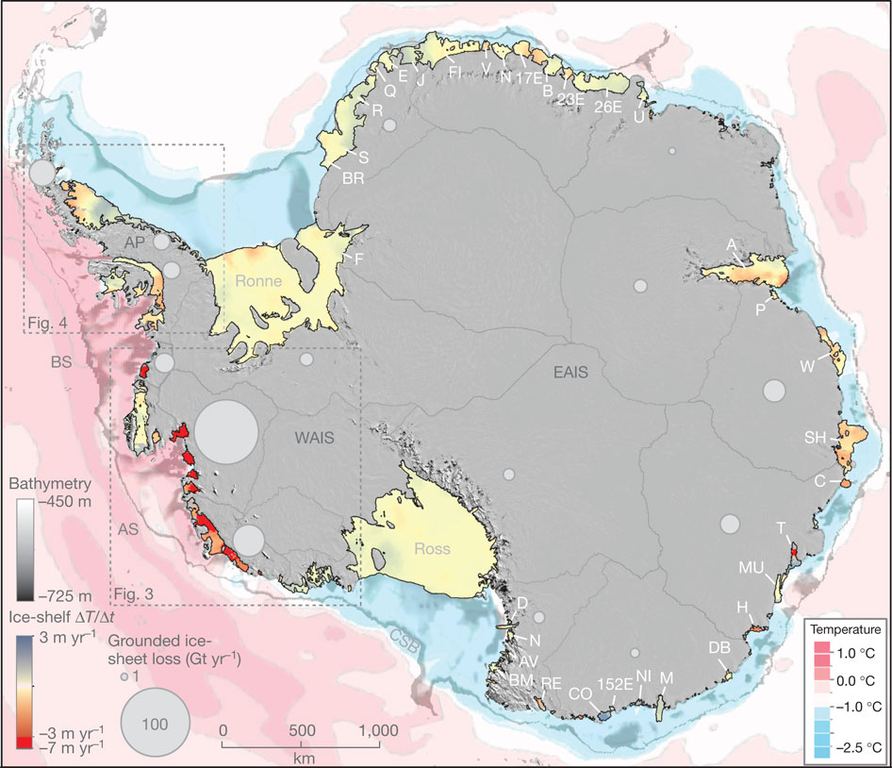 FI
V
N
17E
B
23E
26E
U
E
J
Q
R
S
BR
AP
Ronne
F
A
P
Fig. 4
BS
W
EAIS
WAIS
SH
C
Bathymetry
−450 m
−725 m
AS
Ross
T
MU
Fig. 3
H
D
N
AV
BM
RE
CO
152E
NI
M
DB
CSB
Ice-shelf ΔT/Δt
3 m yr−1
−3 m yr−1
−7 m yr−1
Grounded ice-
sheet loss (Gt yr−1)
1
100
0
500
1,000
km
Temperature
1.0 °C
0.0 °C
−1.0 °C
−2.5 °C